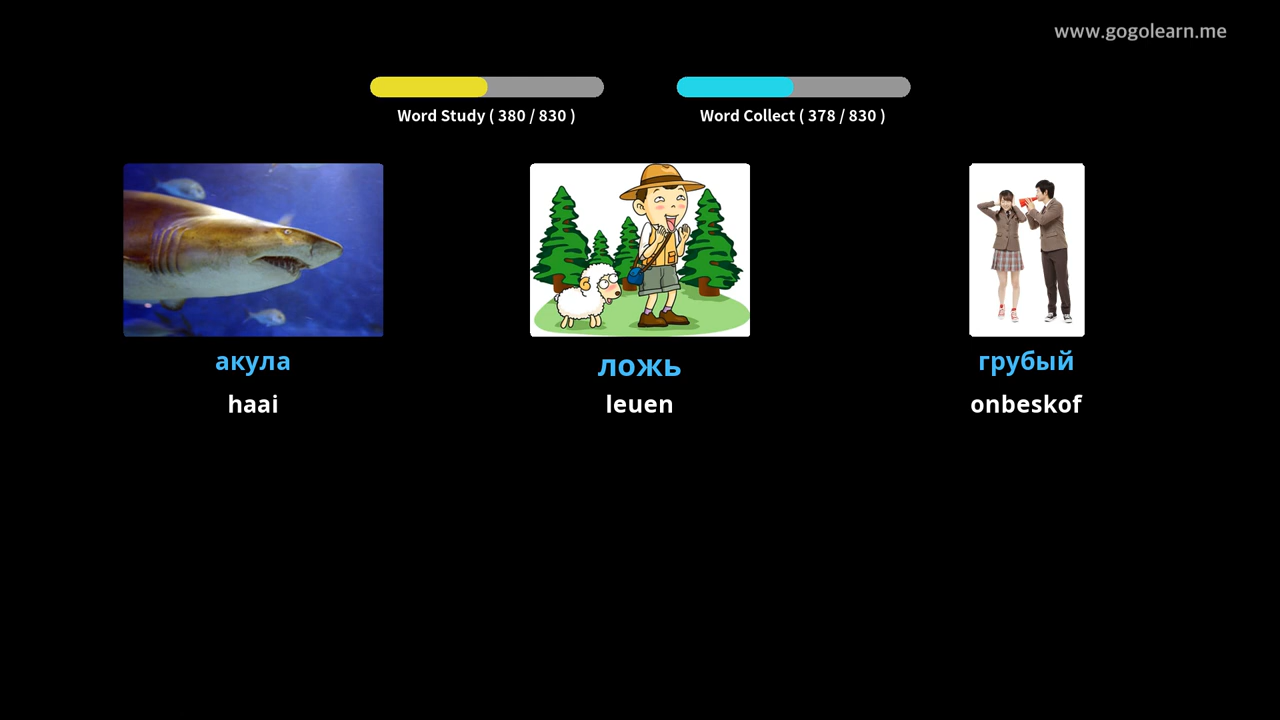 www.gogolearn.me
Word Study ( 380 / 830 )
Word Collect ( 378 / 830 )
акула
ложь
грубый
haai
leuen
onbeskof